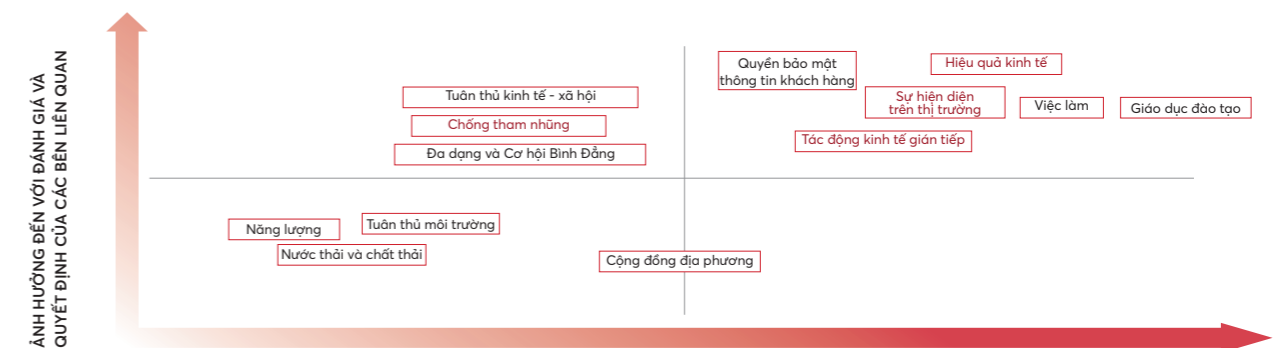 ẢNH HƯỞNG ĐẾN VỚI ĐÁNH GIÁ VÀ
QUYẾT ĐỊNH CỦA CÁC BÊN LIÊN QUAN
Quyền bảo mật
thông tin khách hàng
Hiệu quả kinh tế
Tuân thủ kinh tế - xã hội
Sự hiện diện
trên thị trường
Việc làm
Giáo dục đào tạo
Chống tham nhũng
Tác động kinh tế gián tiếp
Đa dạng và Cơ hội Bình Đẳng
Năng lượng
Tuân thủ môi trường
Nước thải và chất thải
Cộng đồng địa phương